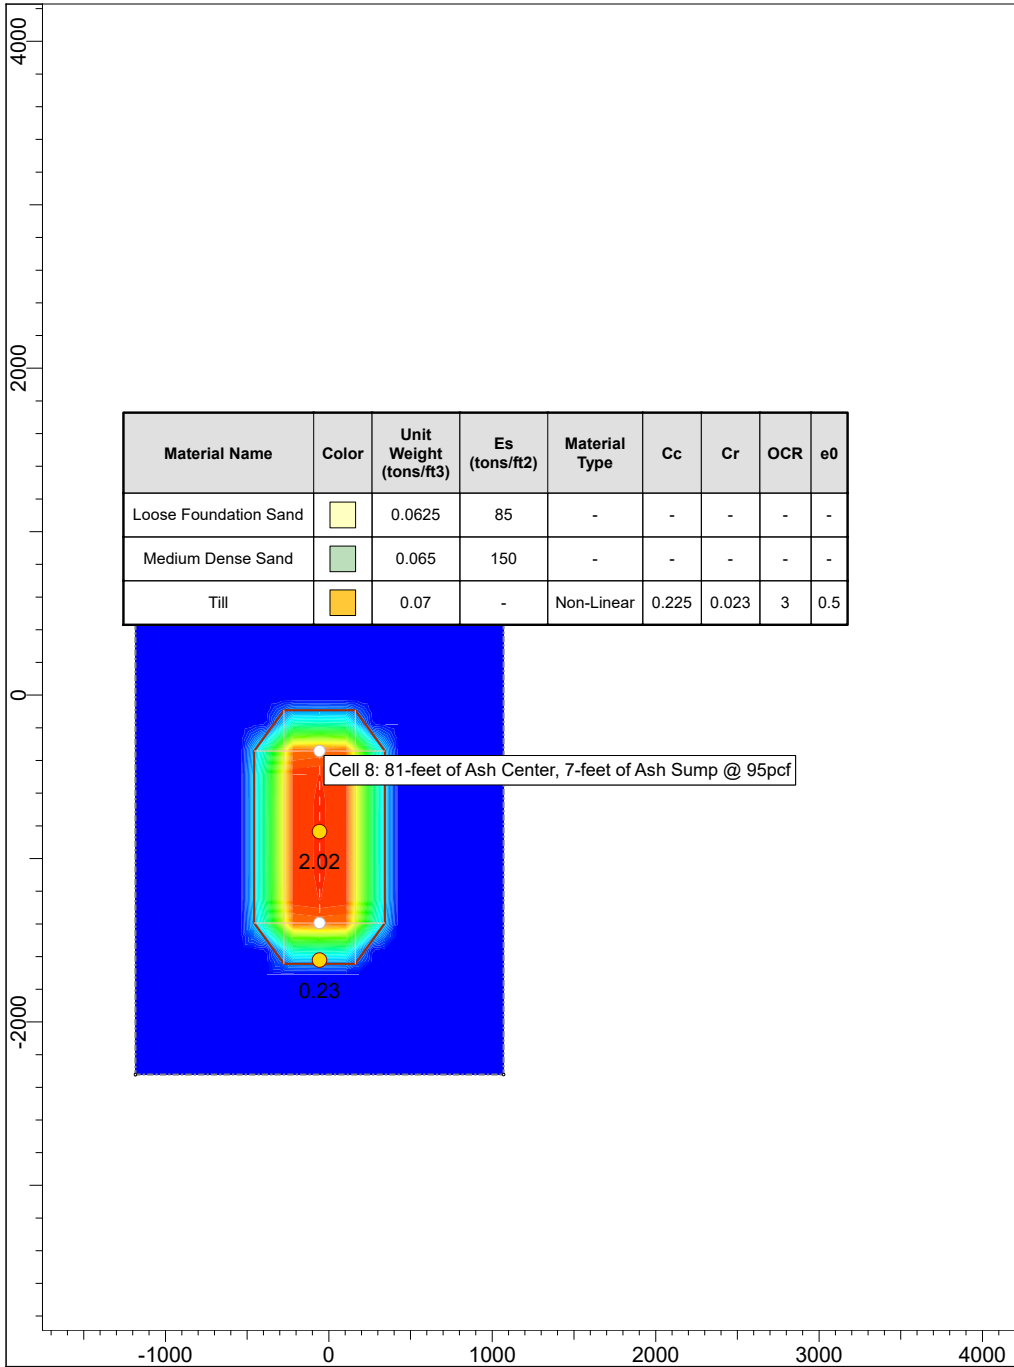 4000
2000
0
-2000
Material Name Color Unit Weight (tons/ft3) Es (tons/ft2) Material Type Cc Cr OCR e0
Loose Foundation Sand 0.0625 85 - - - - -
Medium Dense Sand 0.065 150 - - - - -
Till 0.07 - Non-Linear 0.225 0.023 3 0.5
Cell 8: 81-feet of Ash Center, 7-feet of Ash Sump @ 95pcf
2.02
0.23
-1000 0 1000 2000 3000 4000